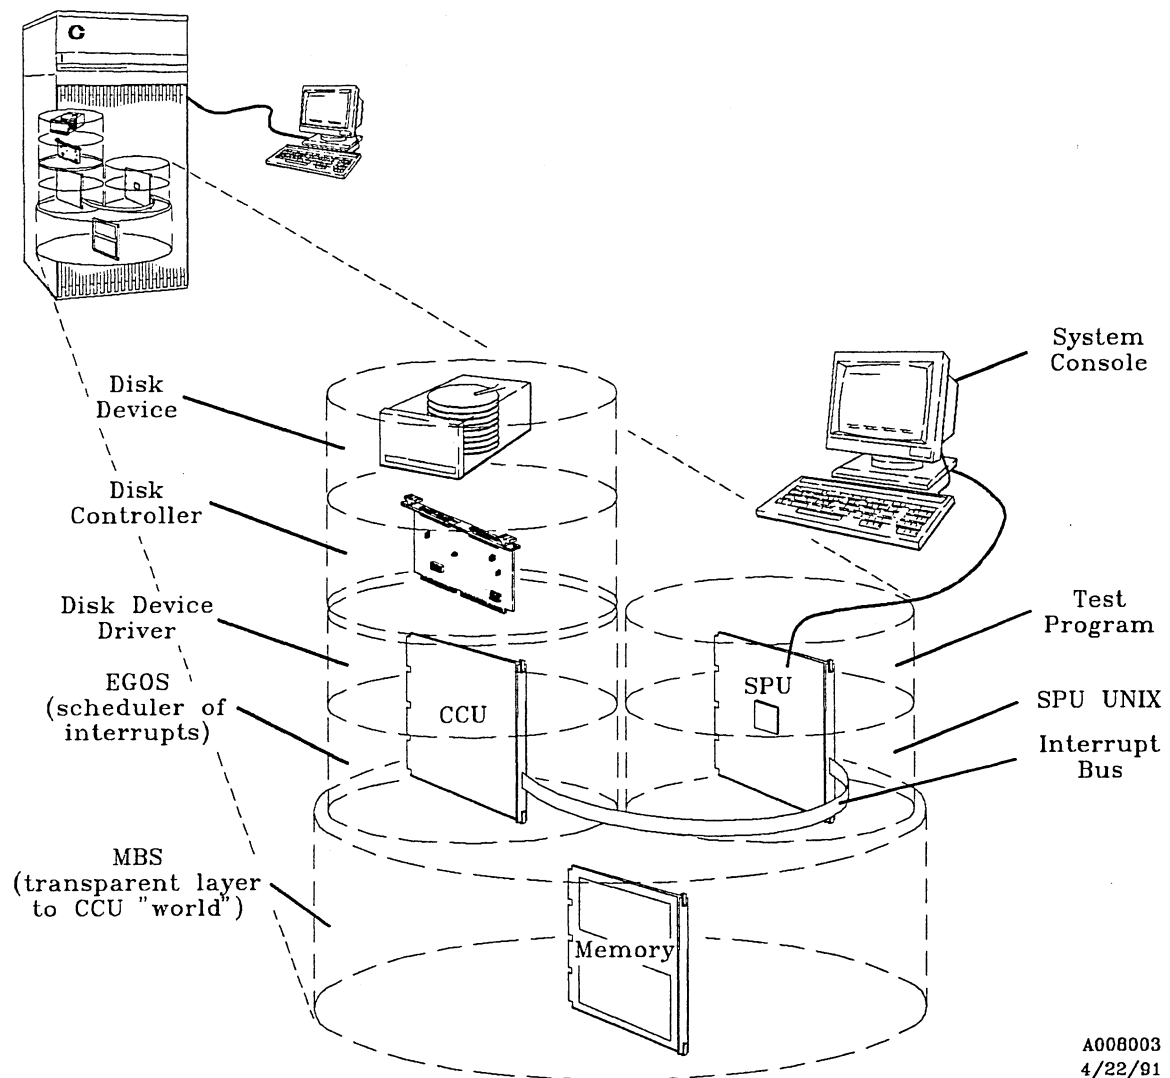 C
System
Console
Disk
Device
Disk
Controller
Disk Device
Driver
Test
Program
EGOS
(scheduler of
interrupts)
CCU
SPU
SPU UNIX
Interrupt
Bus
MBS
(transparent layer
to CCU "world")
Memory
A008003
4/22/91